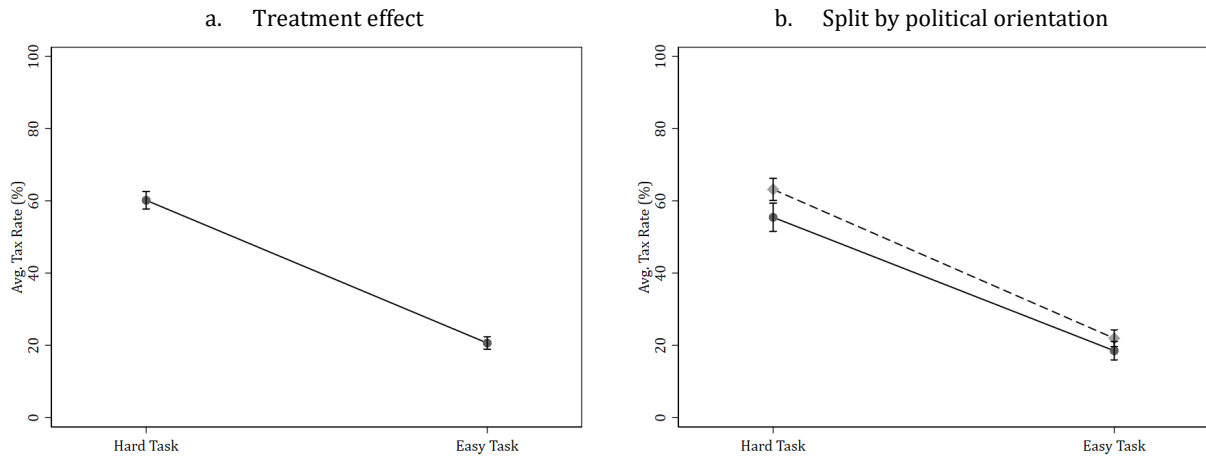 a. Treatment effect
Avg. Tax Rate (%)
100
80
60
40
20
0
Hard Task
Easy Task
b. Split by political orientation
Avg. Tax Rate (%)
100
80
60
40
20
0
Hard Task
Easy Task